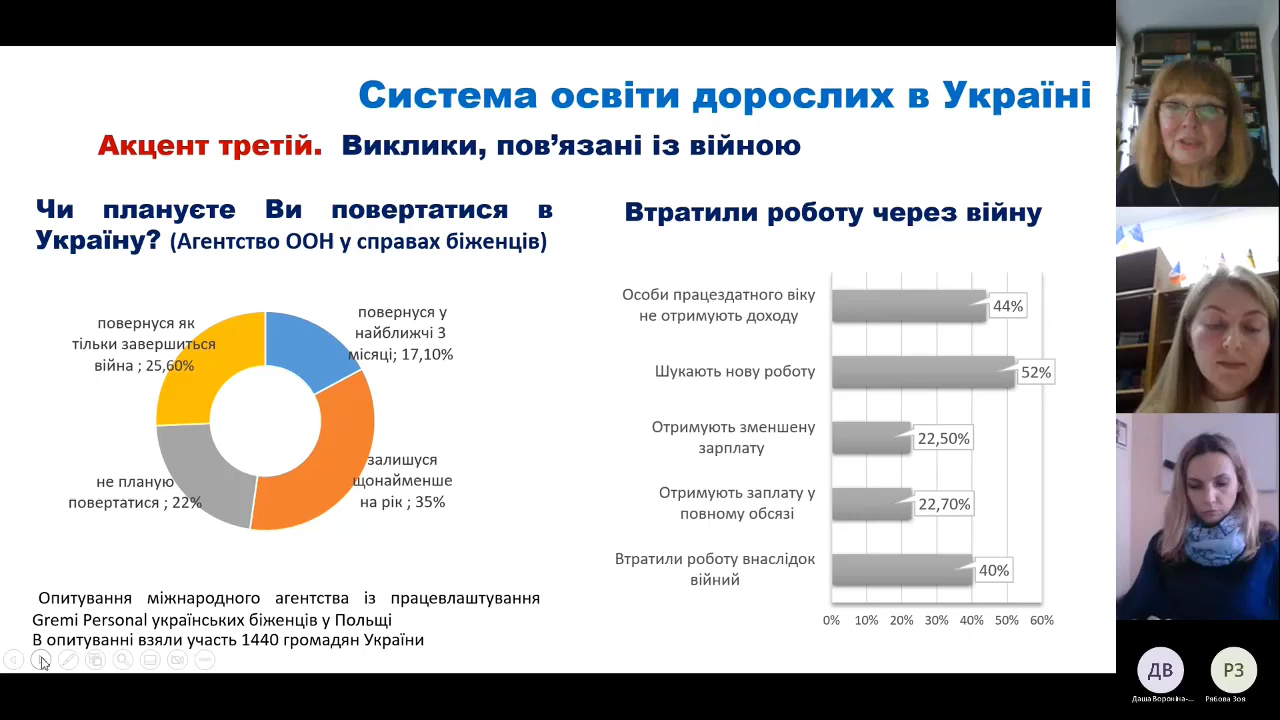 Система освіти дорослих в Україні
Акцент третій. Виклики, пов’язані із війною
Чи плануєте Ви повертатися в
Україну? (Агентство ООН у справах біженців)
повернуся у
найближчі 3
місяці; 17,10%
залишуся
щонайменше
на рік ; 35%
не планую
повертатися ; 22%
повернуся як
тільки завершиться
війна ; 25,60%
Опитування міжнародного агентства із працевлаштування
Gremi Personal українських біженців у Польщі
В опитуванні взяли участь 1440 громадян України
Втратили роботу через війну
Особи працездатного віку
не отримують доходу
44%
Шукають нову роботу
52%
Отримують зменшену
зарплату
22,50%
Отримують заплату у
повному обсязі
22,70%
Втратили роботу внаслідок
війний
40%
0% 10% 20% 30% 40% 50% 60%
ДВ
Даша Вороніна-...
РЗ
Рябова Зоя